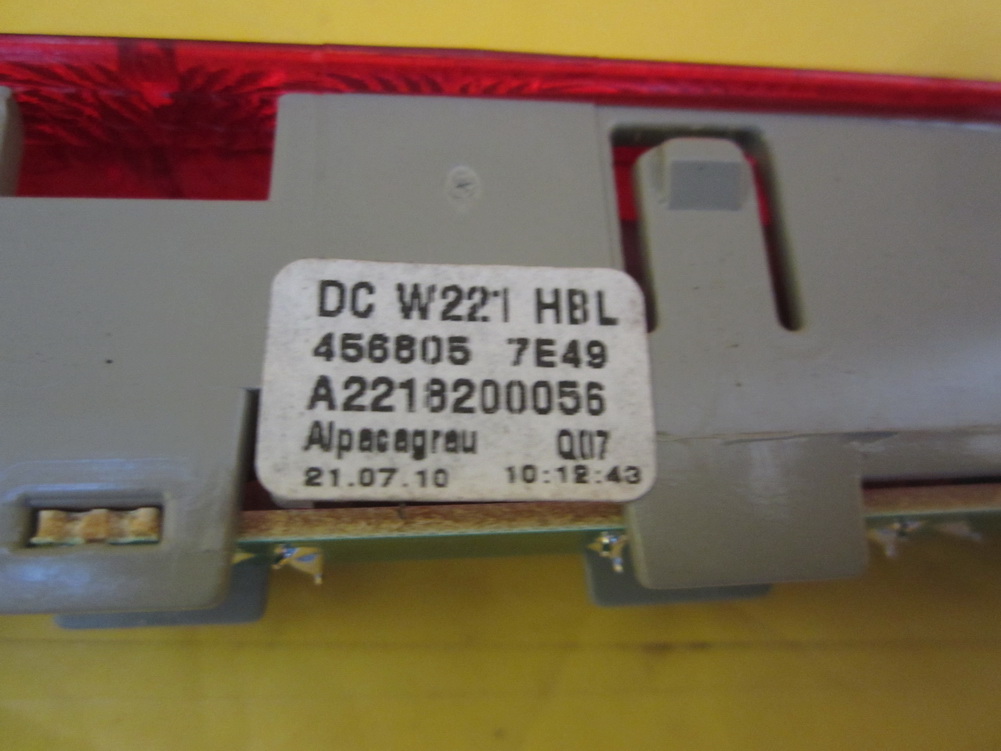 DC W221 HBL
456805 7E49
A2218200056
Alpacagrau Q07
21.07.10 10:12:43